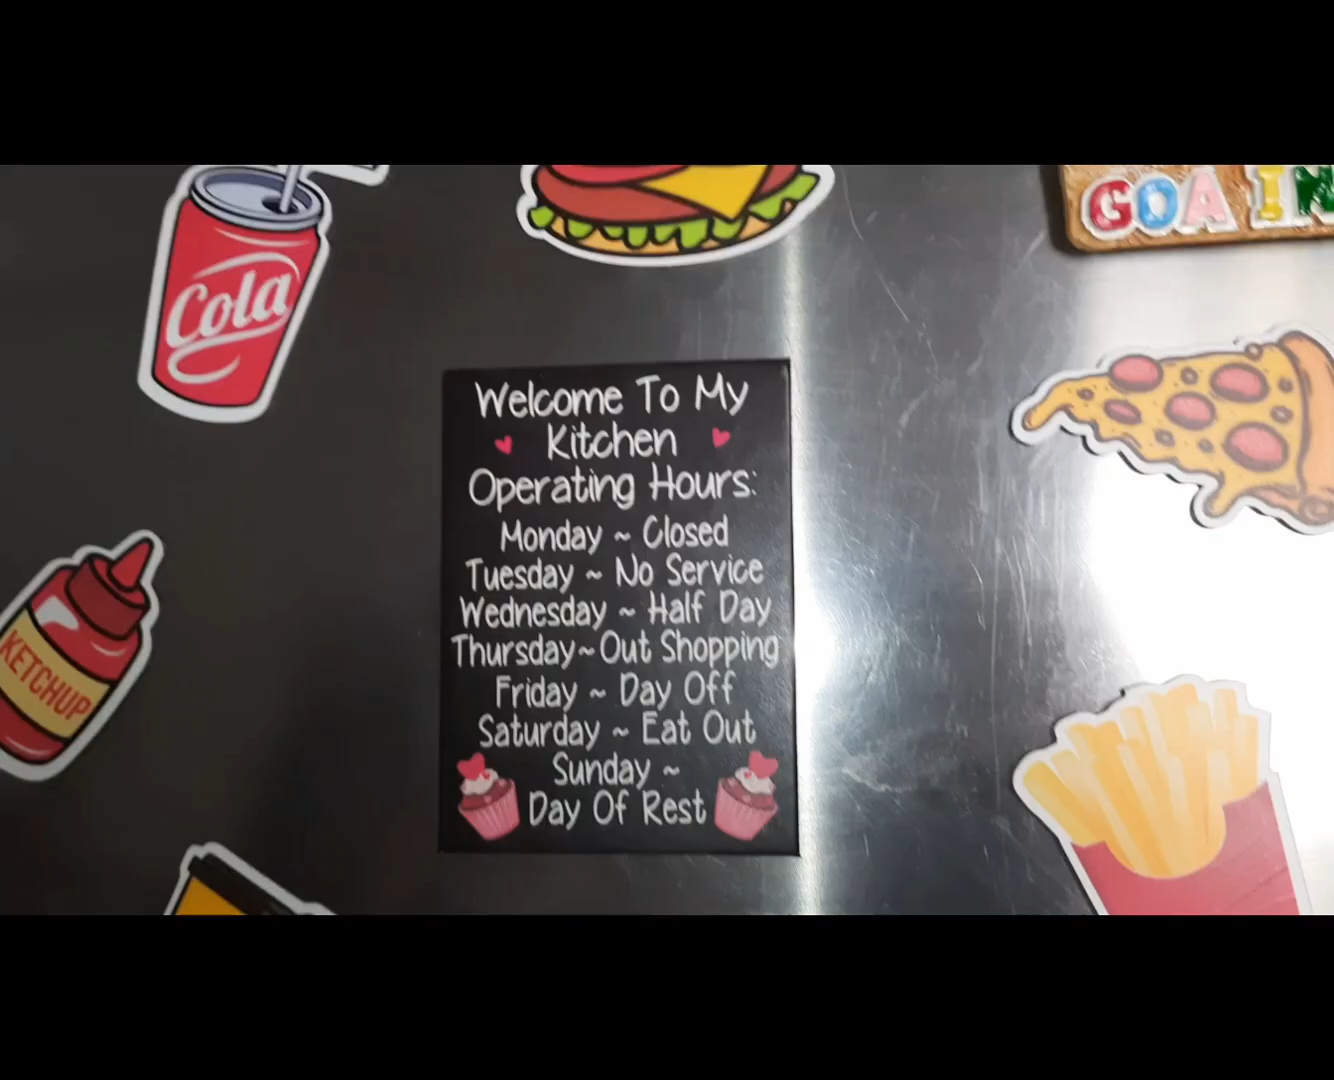 Cola
GOA IN
Welcome To My
Kitchen
Operating Hours:
Monday ~ Closed
Tuesday ~ No Service
Wednesday ~ Half Day
Thursday~Out Shopping
Friday ~ Day Off
Saturday ~ Eat Out
Sunday ~
Day Of Rest
KETCHUP